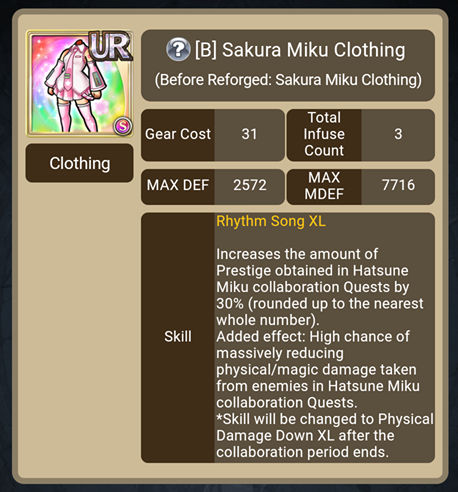 UR
S
[B] Sakura Miku Clothing
(Before Reforged: Sakura Miku Clothing)
Clothing
Gear Cost
31
Total
Infuse
Count
3
MAX DEF
2572
MAX
MDEF
7716
Skill
Rhythm Song XL
Increases the amount of
Prestige obtained in Hatsune
Miku collaboration Quests by
30% (rounded up to the nearest
whole number).
Added effect: High chance of
massively reducing
physical/magic damage taken
from enemies in Hatsune Miku
collaboration Quests.
*Skill will be changed to Physical
Damage Down XL after the
collaboration period ends.